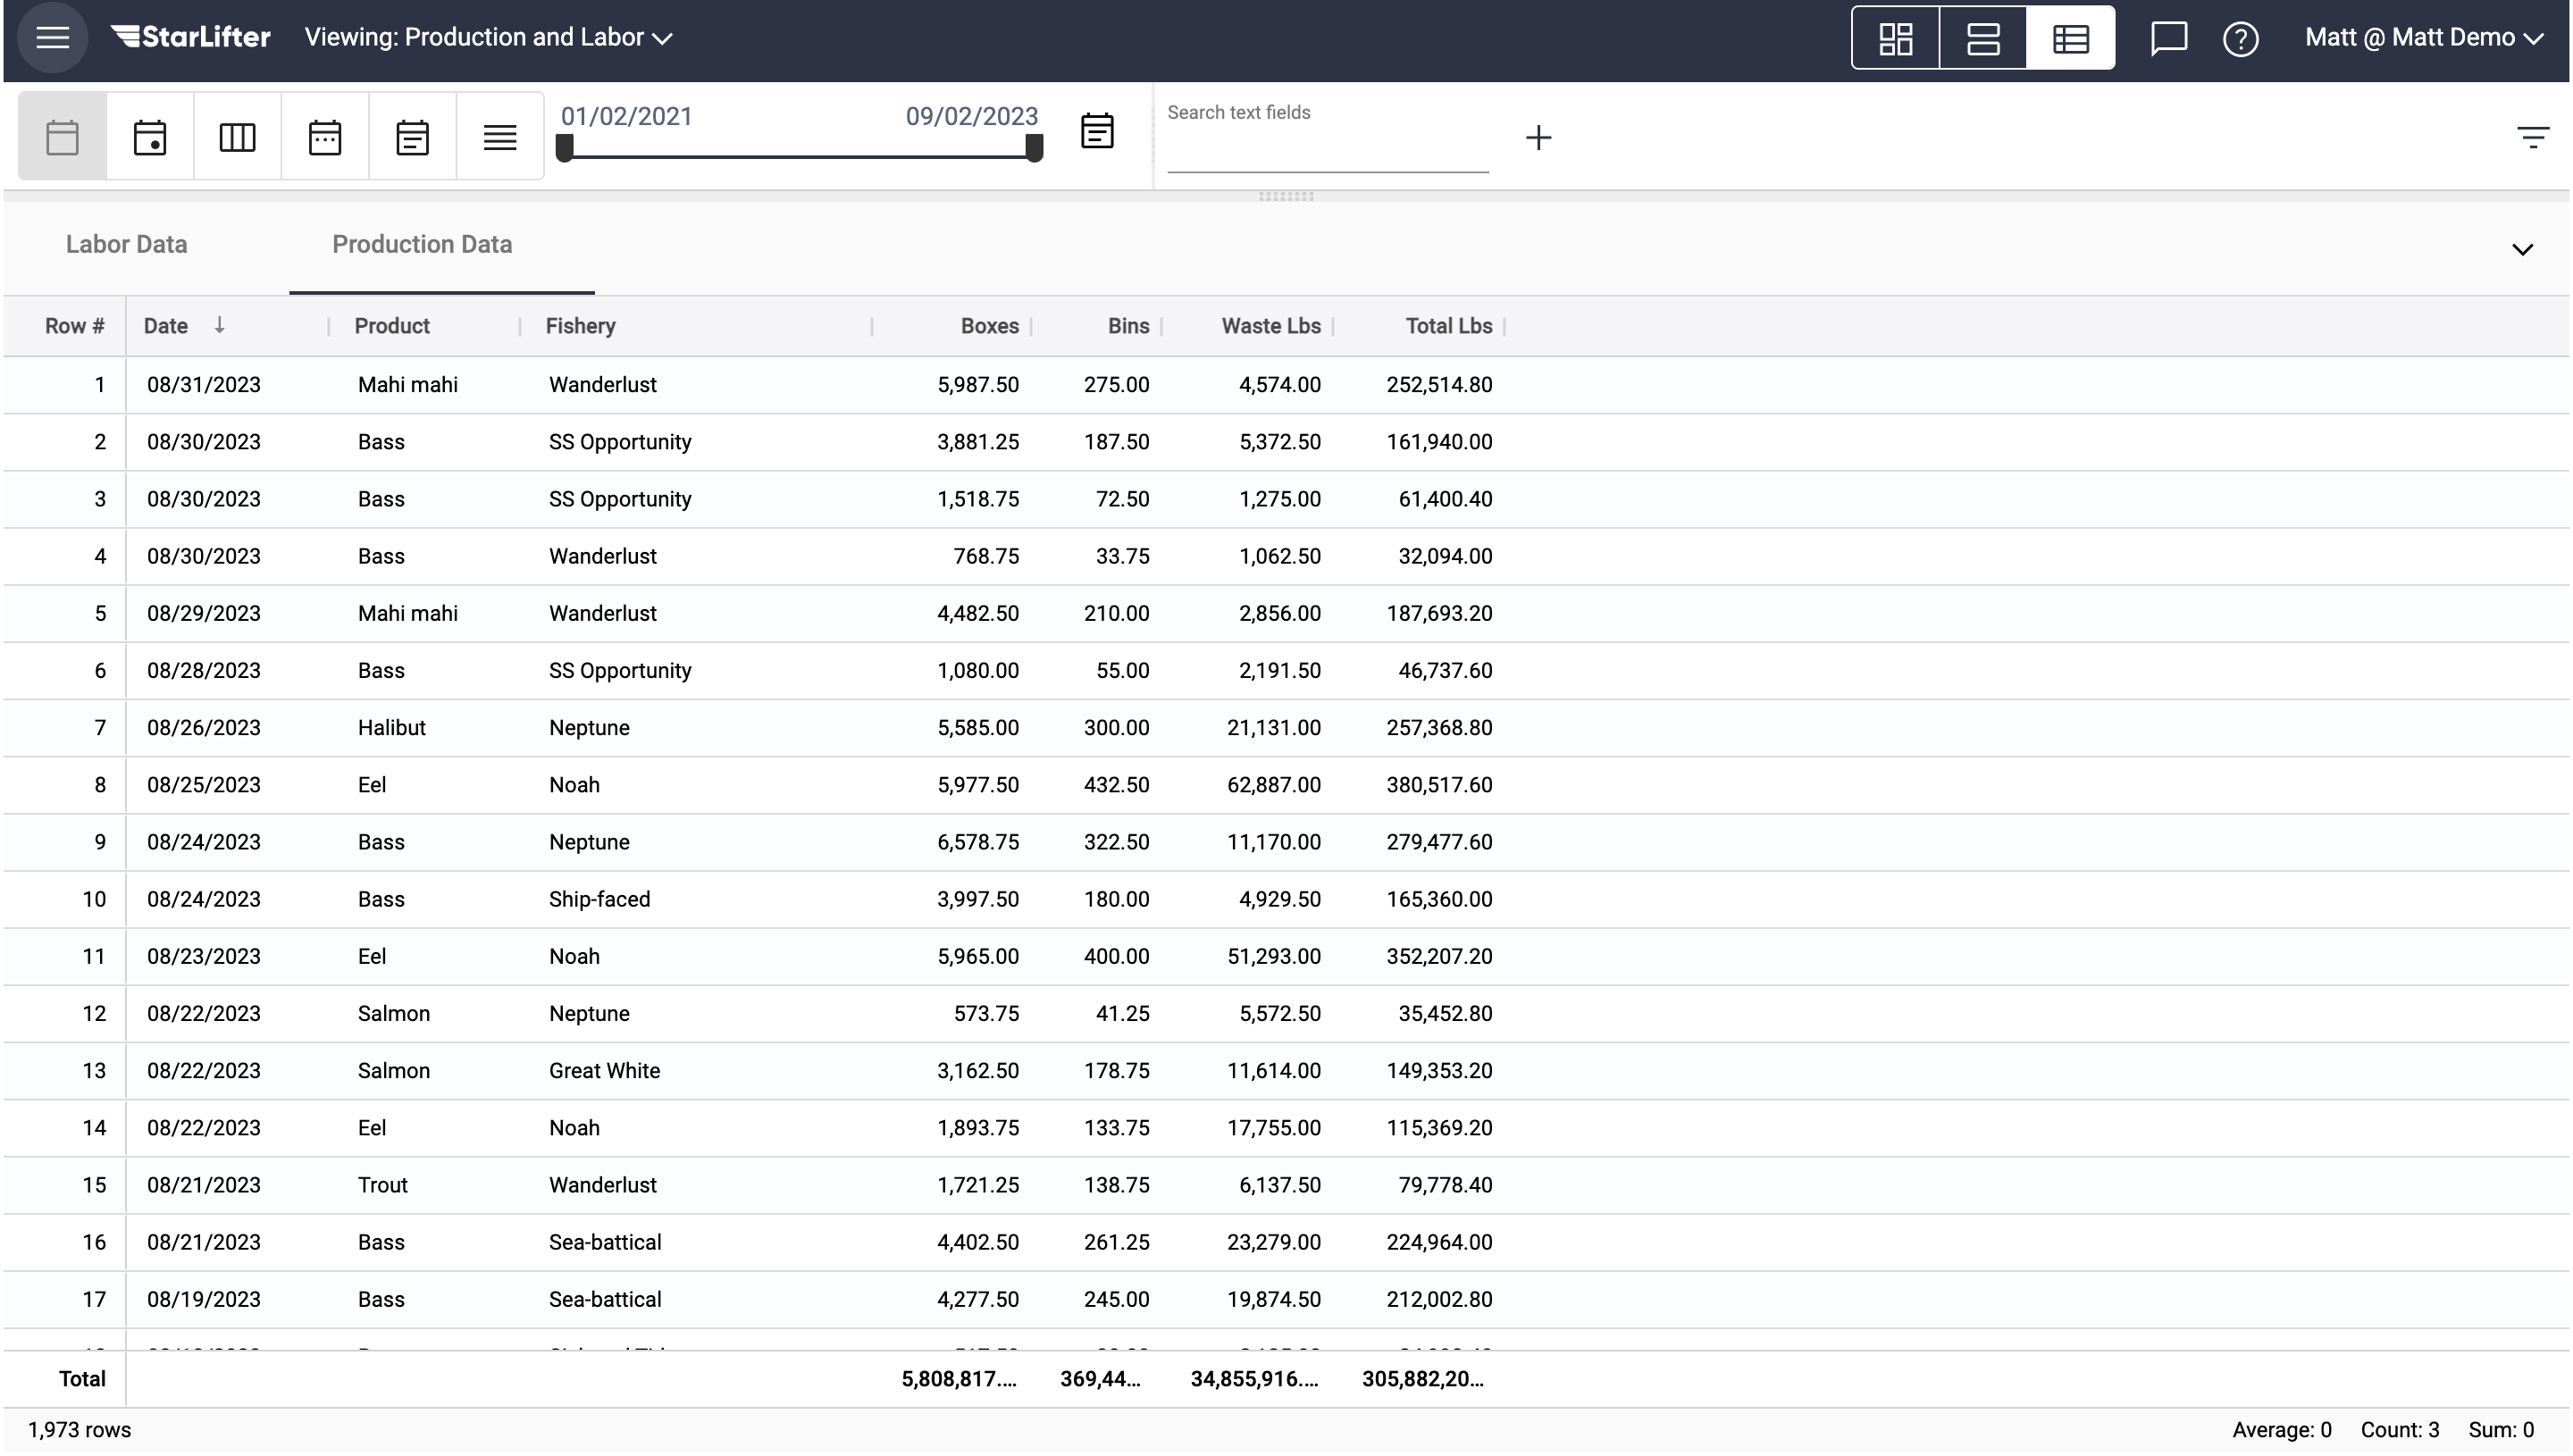 StarLifter Viewing: Production and Labor Matt @ Matt Demo
01/02/2021 09/02/2023 Search text fields
Labor Data Production Data
Row # Date Product Fishery Boxes Bins Waste Lbs Total Lbs
1 08/31/2023 Mahi mahi Wanderlust 5,987.50 275.00 4,574.00 252,514.80
2 08/30/2023 Bass SS Opportunity 3,881.25 187.50 5,372.50 161,940.00
3 08/30/2023 Bass SS Opportunity 1,518.75 72.50 1,275.00 61,400.40
4 08/30/2023 Bass Wanderlust 768.75 33.75 1,062.50 32,094.00
5 08/29/2023 Mahi mahi Wanderlust 4,482.50 210.00 2,856.00 187,693.20
6 08/28/2023 Bass SS Opportunity 1,080.00 55.00 2,191.50 46,737.60
7 08/26/2023 Halibut Neptune 5,585.00 300.00 21,131.00 257,368.80
8 08/25/2023 Eel Noah 5,977.50 432.50 62,887.00 380,517.60
9 08/24/2023 Bass Neptune 6,578.75 322.50 11,170.00 279,477.60
10 08/24/2023 Bass Ship-faced 3,997.50 180.00 4,929.50 165,360.00
11 08/23/2023 Eel Noah 5,965.00 400.00 51,293.00 352,207.20
12 08/22/2023 Salmon Neptune 573.75 41.25 5,572.50 35,452.80
13 08/22/2023 Salmon Great White 3,162.50 178.75 11,614.00 149,353.20
14 08/22/2023 Eel Noah 1,893.75 133.75 17,755.00 115,369.20
15 08/21/2023 Trout Wanderlust 1,721.25 138.75 6,137.50 79,778.40
16 08/21/2023 Bass Sea-battical 4,402.50 261.25 23,279.00 224,964.00
17 08/19/2023 Bass Sea-battical 4,277.50 245.00 19,874.50 212,002.80
Total 5,808,817.... 369,44... 34,855,916.... 305,882,20...
1,973 rows Average: 0 Count: 3 Sum: 0